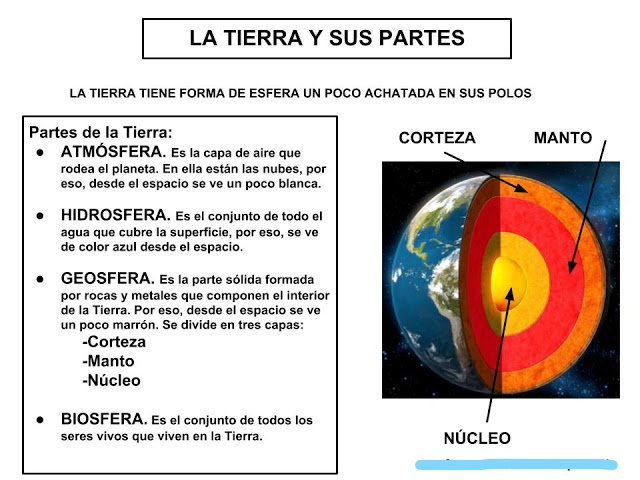 LA TIERRA Y SUS PARTES
LA TIERRA TIENE FORMA DE ESFERA UN POCO ACHATADA EN SUS POLOS
Partes de la Tierra:
● ATMÓSFERA. Es la capa de aire que
rodea el planeta. En ella están las nubes, por
eso, desde el espacio se ve un poco blanca.
● HIDROSFERA. Es el conjunto de todo el
agua que cubre la superficie, por eso, se ve
de color azul desde el espacio.
● GEOSFERA. Es la parte sólida formada
por rocas y metales que componen el interior
de la Tierra. Por eso, desde el espacio se ve
un poco marrón. Se divide en tres capas:
-Corteza
-Manto
-Núcleo
● BIOSFERA. Es el conjunto de todos los
seres vivos que viven en la Tierra.
CORTEZA MANTO
NÚCLEO